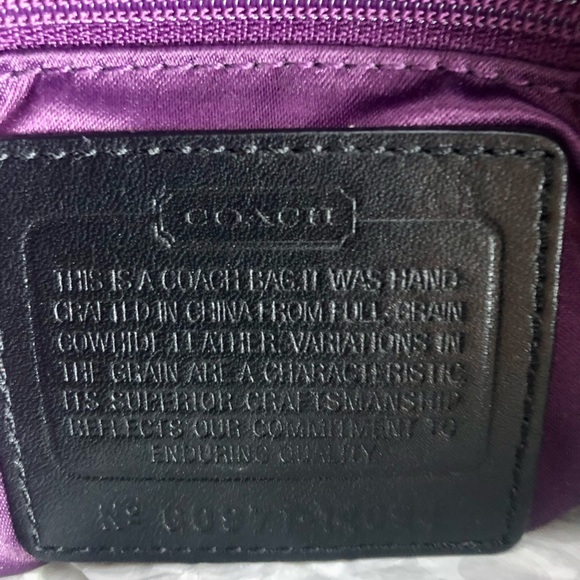 COACH
THIS IS A COACH BAG.IT WAS HAND-
CRAFTED IN CHINA FROM FULL GRAIN
COWHIDE LEATHER. VARIATIONS IN
THE GRAIN ARE A CHARACTERISTIC.
ITS SUPERIOR CRAFTSMANSHIP
REFLECTS OUR COMMITMENT TO
ENDURING QUALITY.
Nº